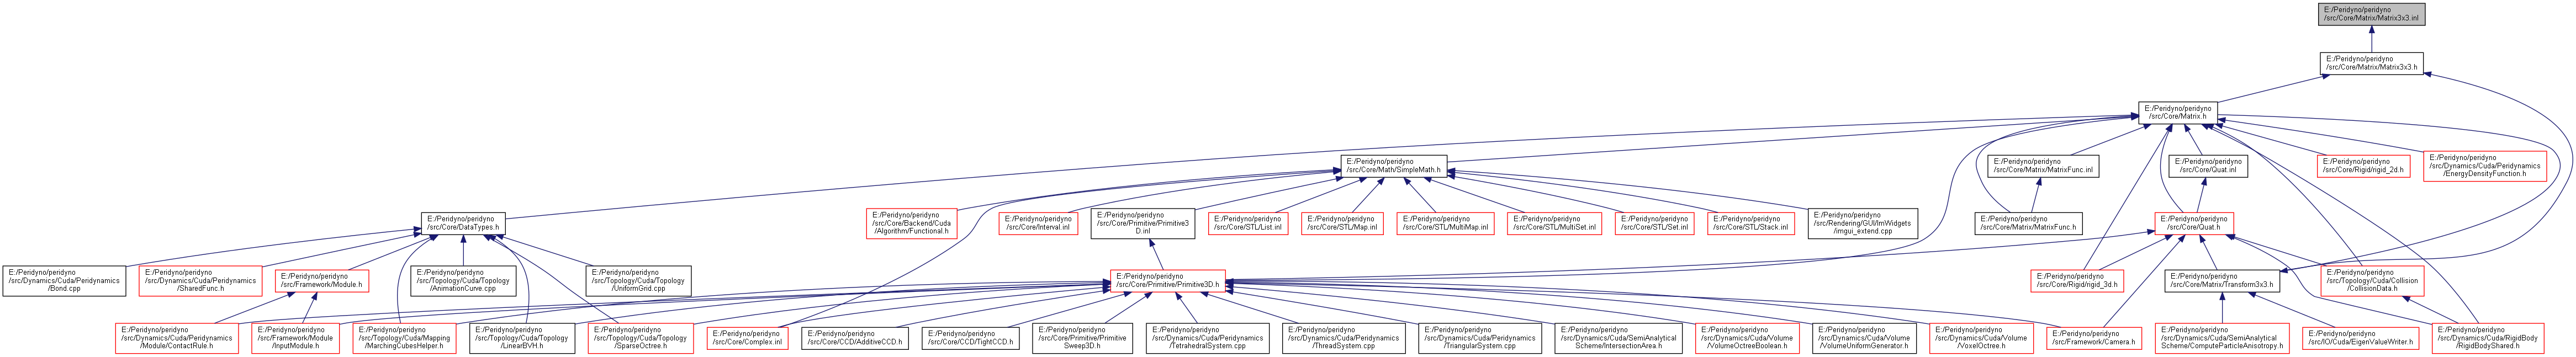 E:/Peridyno/peridyno
/src/Core/Matrix/Matrix3x3.inl
E:/Peridyno/peridyno
/src/Core/Matrix/Matrix3x3.h
E:/Peridyno/peridyno
/src/Core/Matrix.h
E:/Peridyno/peridyno
/src/Core/Math/SimpleMath.h
E:/Peridyno/peridyno
/src/Core/Matrix/MatrixFunc.inl
E:/Peridyno/peridyno
/src/Core/Quat.inl
E:/Peridyno/peridyno
/src/Core/Rigid/rigid_2d.h
E:/Peridyno/peridyno
/src/Dynamics/Cuda/Peridynamics
/EnergyDensityFunction.h
E:/Peridyno/peridyno
/src/Core/DataTypes.h
E:/Peridyno/peridyno
/src/Core/Backend/Cuda
/Algorithm/Functional.h
E:/Peridyno/peridyno
/src/Core/Interval.inl
E:/Peridyno/peridyno
/src/Core/Primitive/Primitive3
D.inl
E:/Peridyno/peridyno
/src/Core/STL/List.inl
E:/Peridyno/peridyno
/src/Core/STL/Map.inl
E:/Peridyno/peridyno
/src/Core/STL/MultiMap.inl
E:/Peridyno/peridyno
/src/Core/STL/MultiSet.inl
E:/Peridyno/peridyno
/src/Core/STL/Set.inl
E:/Peridyno/peridyno
/src/Core/STL/Stack.inl
E:/Peridyno/peridyno
/src/Rendering/GUI/ImWidgets
/imgui_extend.cpp
E:/Peridyno/peridyno
/src/Core/Matrix/MatrixFunc.h
E:/Peridyno/peridyno
/src/Core/Quat.h
E:/Peridyno/peridyno
/src/Dynamics/Cuda/Peridynamics
/Bond.cpp
E:/Peridyno/peridyno
/src/Dynamics/Cuda/Peridynamics
/SharedFunc.h
E:/Peridyno/peridyno
/src/Framework/Module.h
E:/Peridyno/peridyno
/src/Topology/Cuda/Topology
/AnimationCurve.cpp
E:/Peridyno/peridyno
/src/Topology/Cuda/Topology
/UniformGrid.cpp
E:/Peridyno/peridyno
/src/Core/Primitive/Primitive3D.h
E:/Peridyno/peridyno
/src/Core/Rigid/rigid_3d.h
E:/Peridyno/peridyno
/src/Core/Matrix/Transform3x3.h
E:/Peridyno/peridyno
/src/Topology/Cuda/Collision
/CollisionData.h
E:/Peridyno/peridyno
/src/Dynamics/Cuda/Peridynamics
/Module/ContactRule.h
E:/Peridyno/peridyno
/src/Framework/Module
/InputModule.h
E:/Peridyno/peridyno
/src/Topology/Cuda/Mapping
/MarchingCubesHelper.h
E:/Peridyno/peridyno
/src/Topology/Cuda/Topology
/LinearBVH.h
E:/Peridyno/peridyno
/src/Topology/Cuda/Topology
/SparseOctree.h
E:/Peridyno/peridyno
/src/Core/Complex.inl
E:/Peridyno/peridyno
/src/Core/CCD/AdditiveCCD.h
E:/Peridyno/peridyno
/src/Core/CCD/TightCCD.h
E:/Peridyno/peridyno
/src/Core/Primitive/Primitive
Sweep3D.h
E:/Peridyno/peridyno
/src/Dynamics/Cuda/Peridynamics
/TetrahedralSystem.cpp
E:/Peridyno/peridyno
/src/Dynamics/Cuda/Peridynamics
/ThreadSystem.cpp
E:/Peridyno/peridyno
/src/Dynamics/Cuda/Peridynamics
/TriangularSystem.cpp
E:/Peridyno/peridyno
/src/Dynamics/Cuda/SemiAnalytical
Scheme/IntersectionArea.h
E:/Peridyno/peridyno
/src/Dynamics/Cuda/Volume
/VolumeOctreeBoolean.h
E:/Peridyno/peridyno
/src/Dynamics/Cuda/Volume
/VolumeUniformGenerator.h
E:/Peridyno/peridyno
/src/Dynamics/Cuda/Volume
/VoxelOctree.h
E:/Peridyno/peridyno
/src/Framework/Camera.h
E:/Peridyno/peridyno
/src/Dynamics/Cuda/SemiAnalytical
Scheme/ComputeParticleAnisotropy.h
E:/Peridyno/peridyno
/src/IO/Cuda/EigenValueWriter.h
E:/Peridyno/peridyno
/src/Dynamics/Cuda/RigidBody
/RigidBodyShared.h